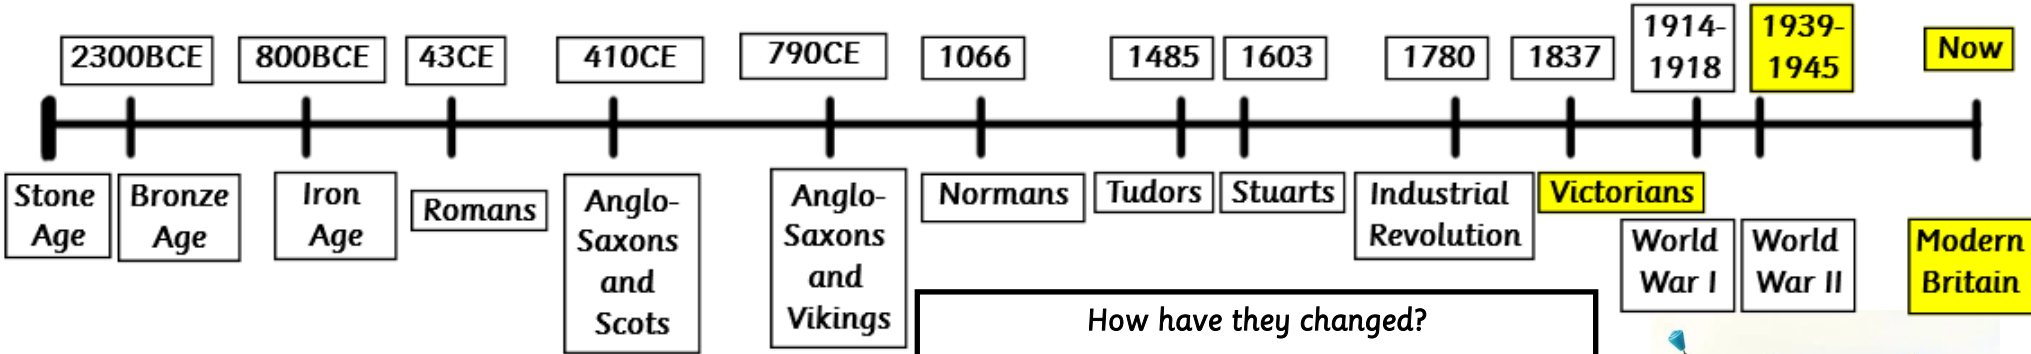 2300BCE
800BCE
43CE
410CE
790CE
1066
1485
1603
1780
1837
1914-
1918
1939-
1945
Now
Stone
Age
Bronze
Age
Iron
Age
Romans
Anglo-
Saxons
and
Scots
Anglo-
Saxons
and
Vikings
Normans
Tudors
Stuarts
Industrial
Revolution
Victorians
World
War I
World
War II
Modern
Britain
How have they changed?